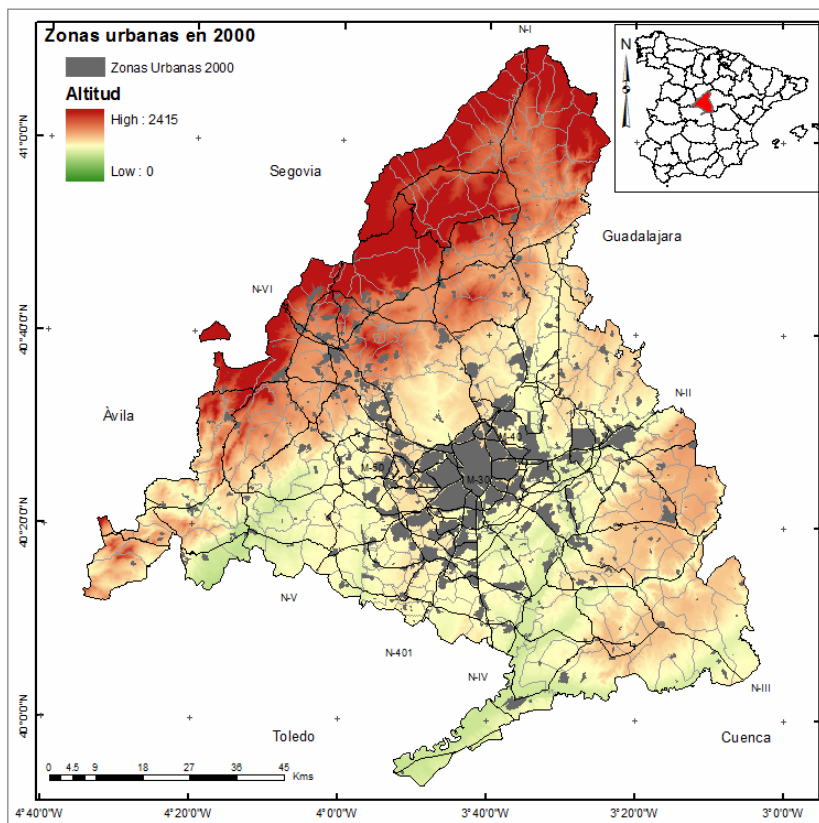 Zonas urbanas en 2000
Zonas Urbanas 2000
Altitud
High : 2415
Low : 0
N-I
N
Segovia
Guadalajara
N-VI
Àvila
N-II
M-40
M-50
M-30
N-V
N-401
N-IV
N-III
Toledo
Cuenca
0 4.5 9 18 27 36 45
Kms
41°0'0"N
40°40'0"N
40°20'0"N
40°0'0"N
4°40'0"W 4°20'0"W 4°0'0"W 3°40'0"W 3°20'0"W 3°0'0"W